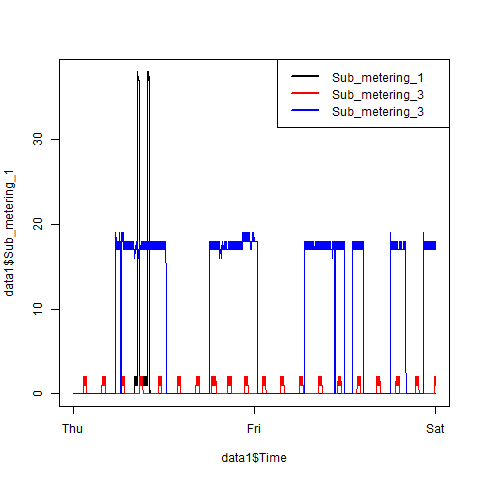 Sub_metering_1
Sub_metering_3
Sub_metering_3
data1$Sub_metering_1
30
20
10
0
Thu
Fri
Sat
data1$Time